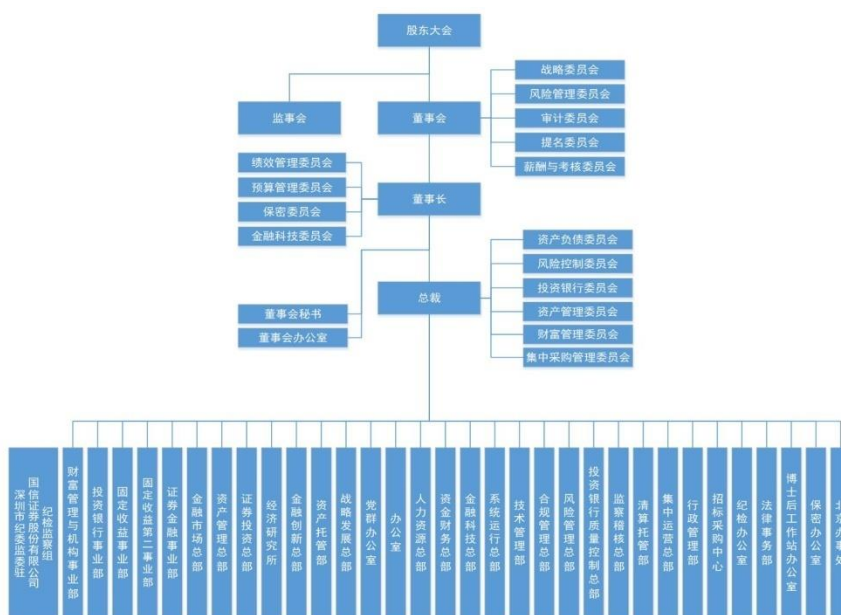 股东大会
监事会
董事会
战略委员会
风险管理委员会
审计委员会
提名委员会
薪酬与考核委员会
绩效管理委员会
预算管理委员会
保密委员会
金融科技委员会
董事长
资产负债委员会
风险控制委员会
投资银行委员会
资产管理委员会
财富管理委员会
集中采购管理委员会
总裁
董事会秘书
董事会办公室
深圳市纪委监委驻
国信证券股份有限公司
纪检监察组
财富管理与机构事业部
投资银行事业部
固定收益事业部
固定收益第二事业部
证券金融事业部
金融市场总部
资产管理总部
证券投资总部
经济研究所
金融创新总部
资产托管部
战略发展总部
党群办公室
办公室
人力资源总部
资金财务总部
金融科技总部
系统运行总部
技术管理部
合规管理总部
风险管理总部
投资银行质量控制总部
监察稽核总部
清算托管部
集中运营总部
行政管理部
招标采购中心
纪检办公室
法律事务部
博士后工作站办公室
保密办公室
北京办事处